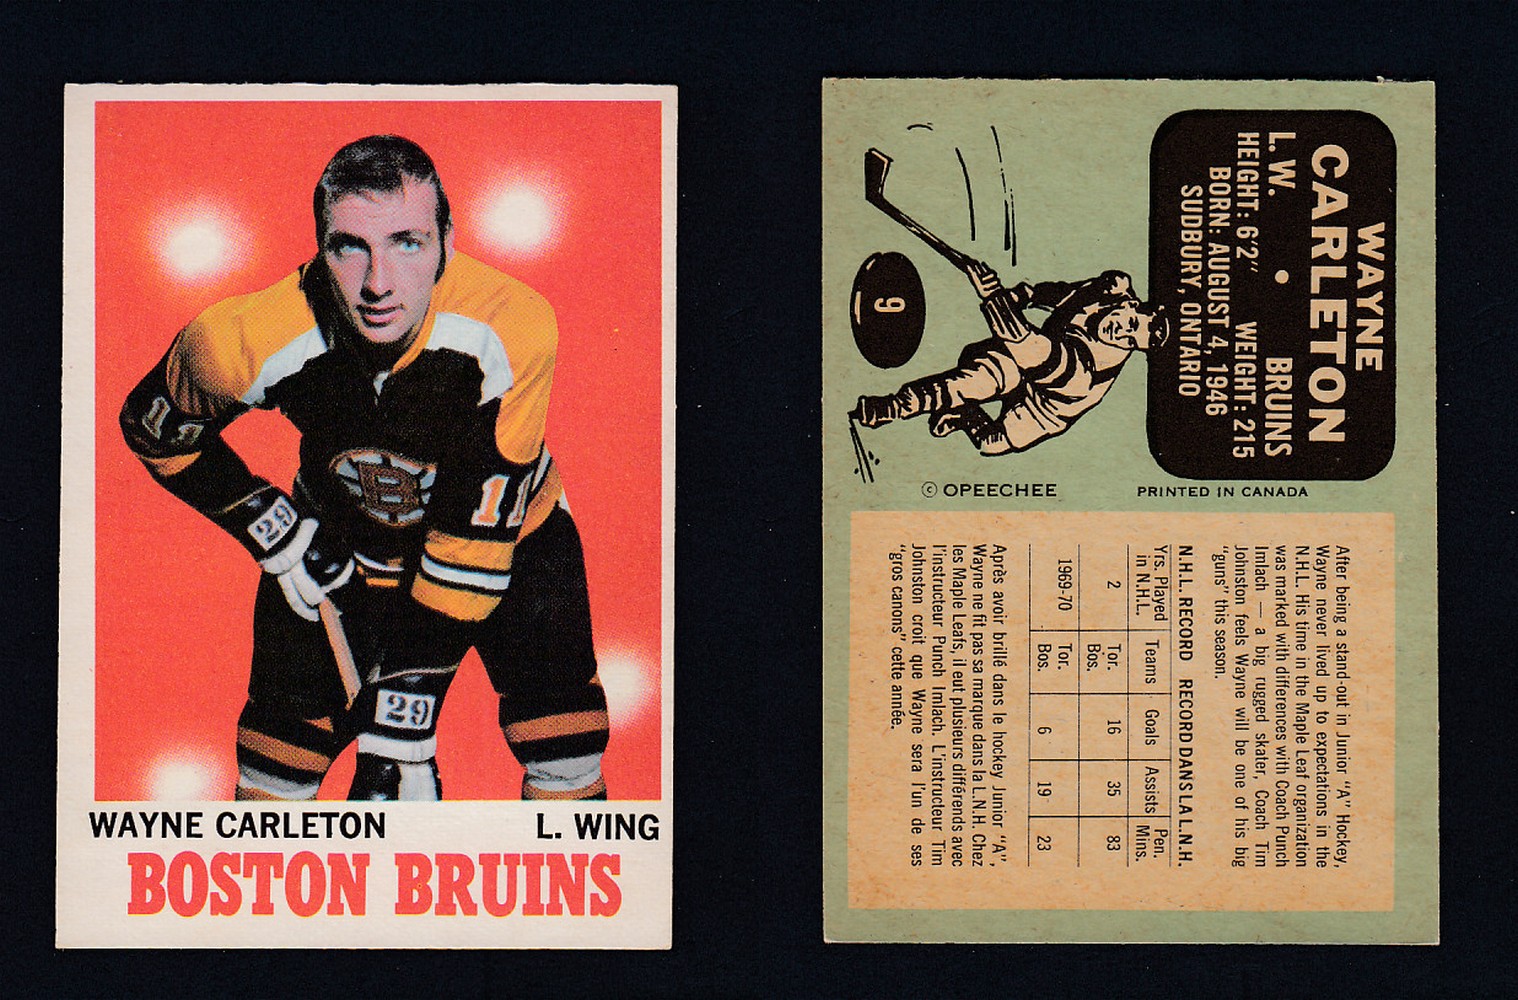 11
11
B
29
29
WAYNE CARLETON L. WING
BOSTON BRUINS
WAYNE
CARLETON
L. W. • BRUINS
HEIGHT: 6'2" WEIGHT: 215
BORN: AUGUST 4, 1946
SUDBURY, ONTARIO
9
© OPEECHEE PRINTED IN CANADA
After being a stand-out in Junior "A" Hockey,
Wayne never lived up to expectations in the
N.H.L. His time in the Maple Leaf organization
was marked with differences with Coach Punch
Imlach — a big rugged skater, Coach Tim
Johnston feels Wayne will be one of his big
"guns" this season.
N.H.L. RECORD RECORD DANS LA L.N.H.
Yrs. Played in N.H.L. Teams Goals Assists Pen. Mins.
2 Tor. Bos. 16 35 83
1969-70 Tor. Bos. 6 19 23
Après avoir brillé dans le hockey Junior "A",
Wayne ne fit pas sa marque dans la L.N.H. Chez
les Maple Leafs, il eut plusieurs différends avec
l'instructeur Punch Imlach. L'instructeur Tim
Johnston croit que Wayne sera l'un de ses
"gros canons" cette année.